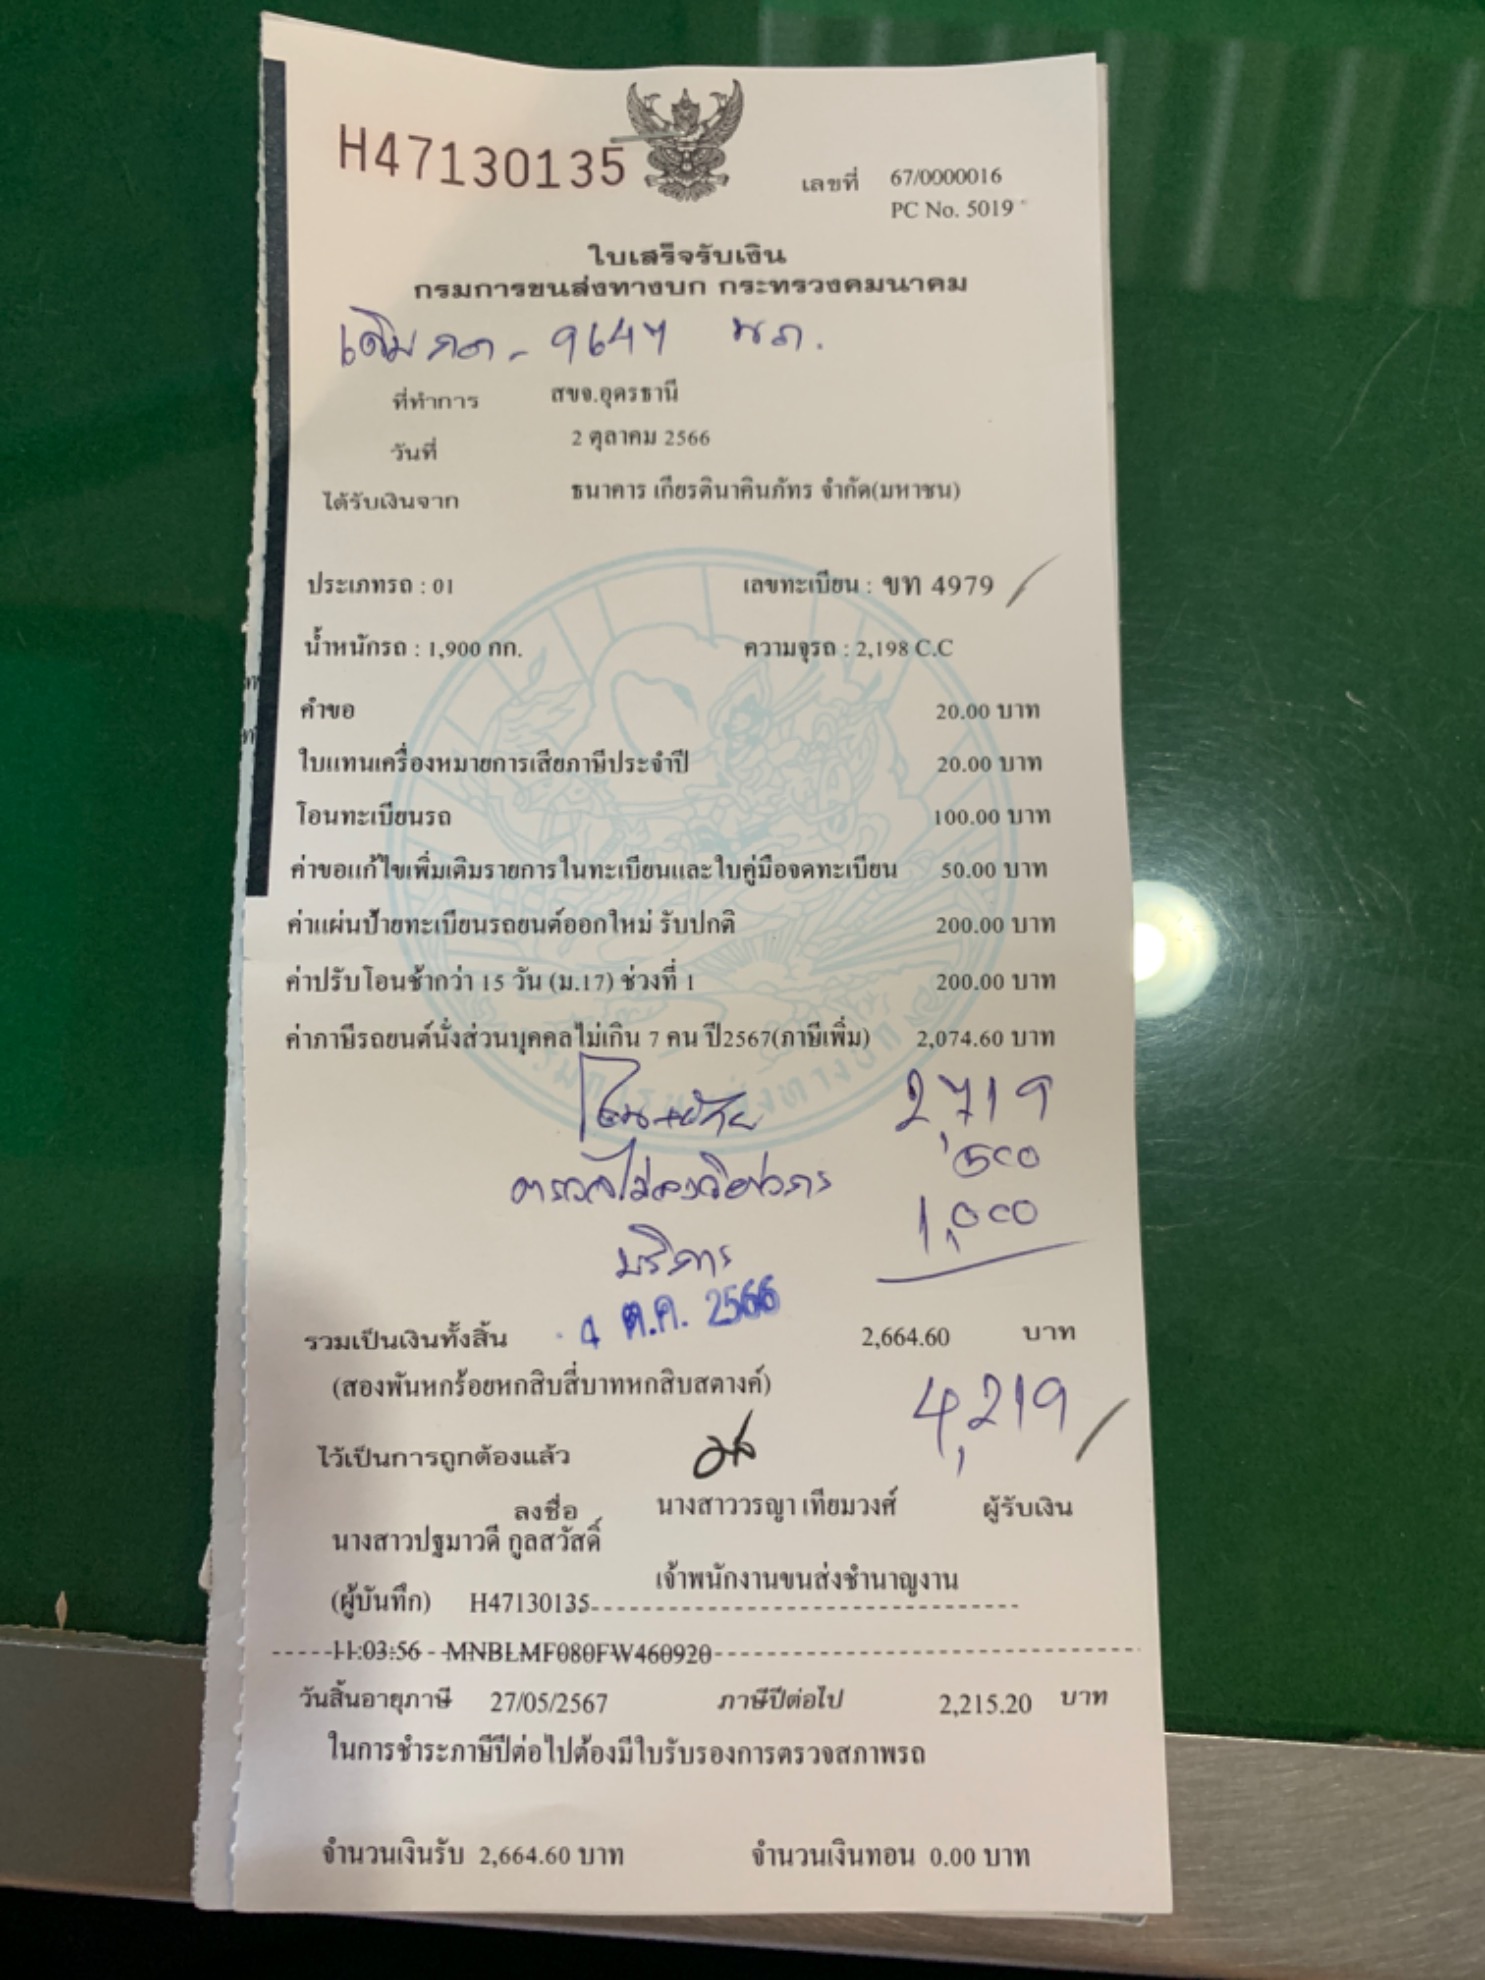 H47130135
เลขที่ 67/0000016
PC No. 5019
ใบเสร็จรับเงิน
กรมการขนส่งทางบก กระทรวงคมนาคม
เดิม กต - 9647 นภ.
ที่ทำการ สขจ.อุดรธานี
วันที่ 2 ตุลาคม 2566
ได้รับเงินจาก ธนาคาร เกียรตินาคินภัทร จำกัด(มหาชน)
ประเภทรถ : 01 เลขทะเบียน : ขท 4979
น้ำหนักรถ : 1,900 กก. ความจุรถ : 2,198 C.C
คำขอ 20.00 บาท
ใบแทนเครื่องหมายการเสียภาษีประจำปี 20.00 บาท
โอนทะเบียนรถ 100.00 บาท
ค่าขอแก้ไขเพิ่มเติมรายการในทะเบียนและใบคู่มือจดทะเบียน 50.00 บาท
ค่าแผ่นป้ายทะเบียนรถยนต์ออกใหม่ รับปกติ 200.00 บาท
ค่าปรับโอนช้ากว่า 15 วัน (ม.17) ช่วงที่ 1 200.00 บาท
ค่าภาษีรถยนต์นั่งส่วนบุคคลไม่เกิน 7 คน ปี2567(ภาษีเพิ่ม) 2,074.60 บาท
2,719
500
1,000
บริการ
4 ต.ค. 2566
รวมเป็นเงินทั้งสิ้น 2,664.60 บาท
(สองพันหกร้อยหกสิบสี่บาทหกสิบสตางค์)
4,219
ไว้เป็นการถูกต้องแล้ว
ลงชื่อ นางสาววรญา เทียมวงศ์ ผู้รับเงิน
นางสาวปฐมาวดี กูลสวัสดิ์
เจ้าพนักงานขนส่งชำนาญงาน
(ผู้บันทึก) H47130135
11:03:56 MNBLMF080FW460920
วันสิ้นอายุภาษี 27/05/2567 ภาษีปีต่อไป 2,215.20 บาท
ในการชำระภาษีปีต่อไปต้องมีใบรับรองการตรวจสภาพรถ
จำนวนเงินรับ 2,664.60 บาท จำนวนเงินทอน 0.00 บาท